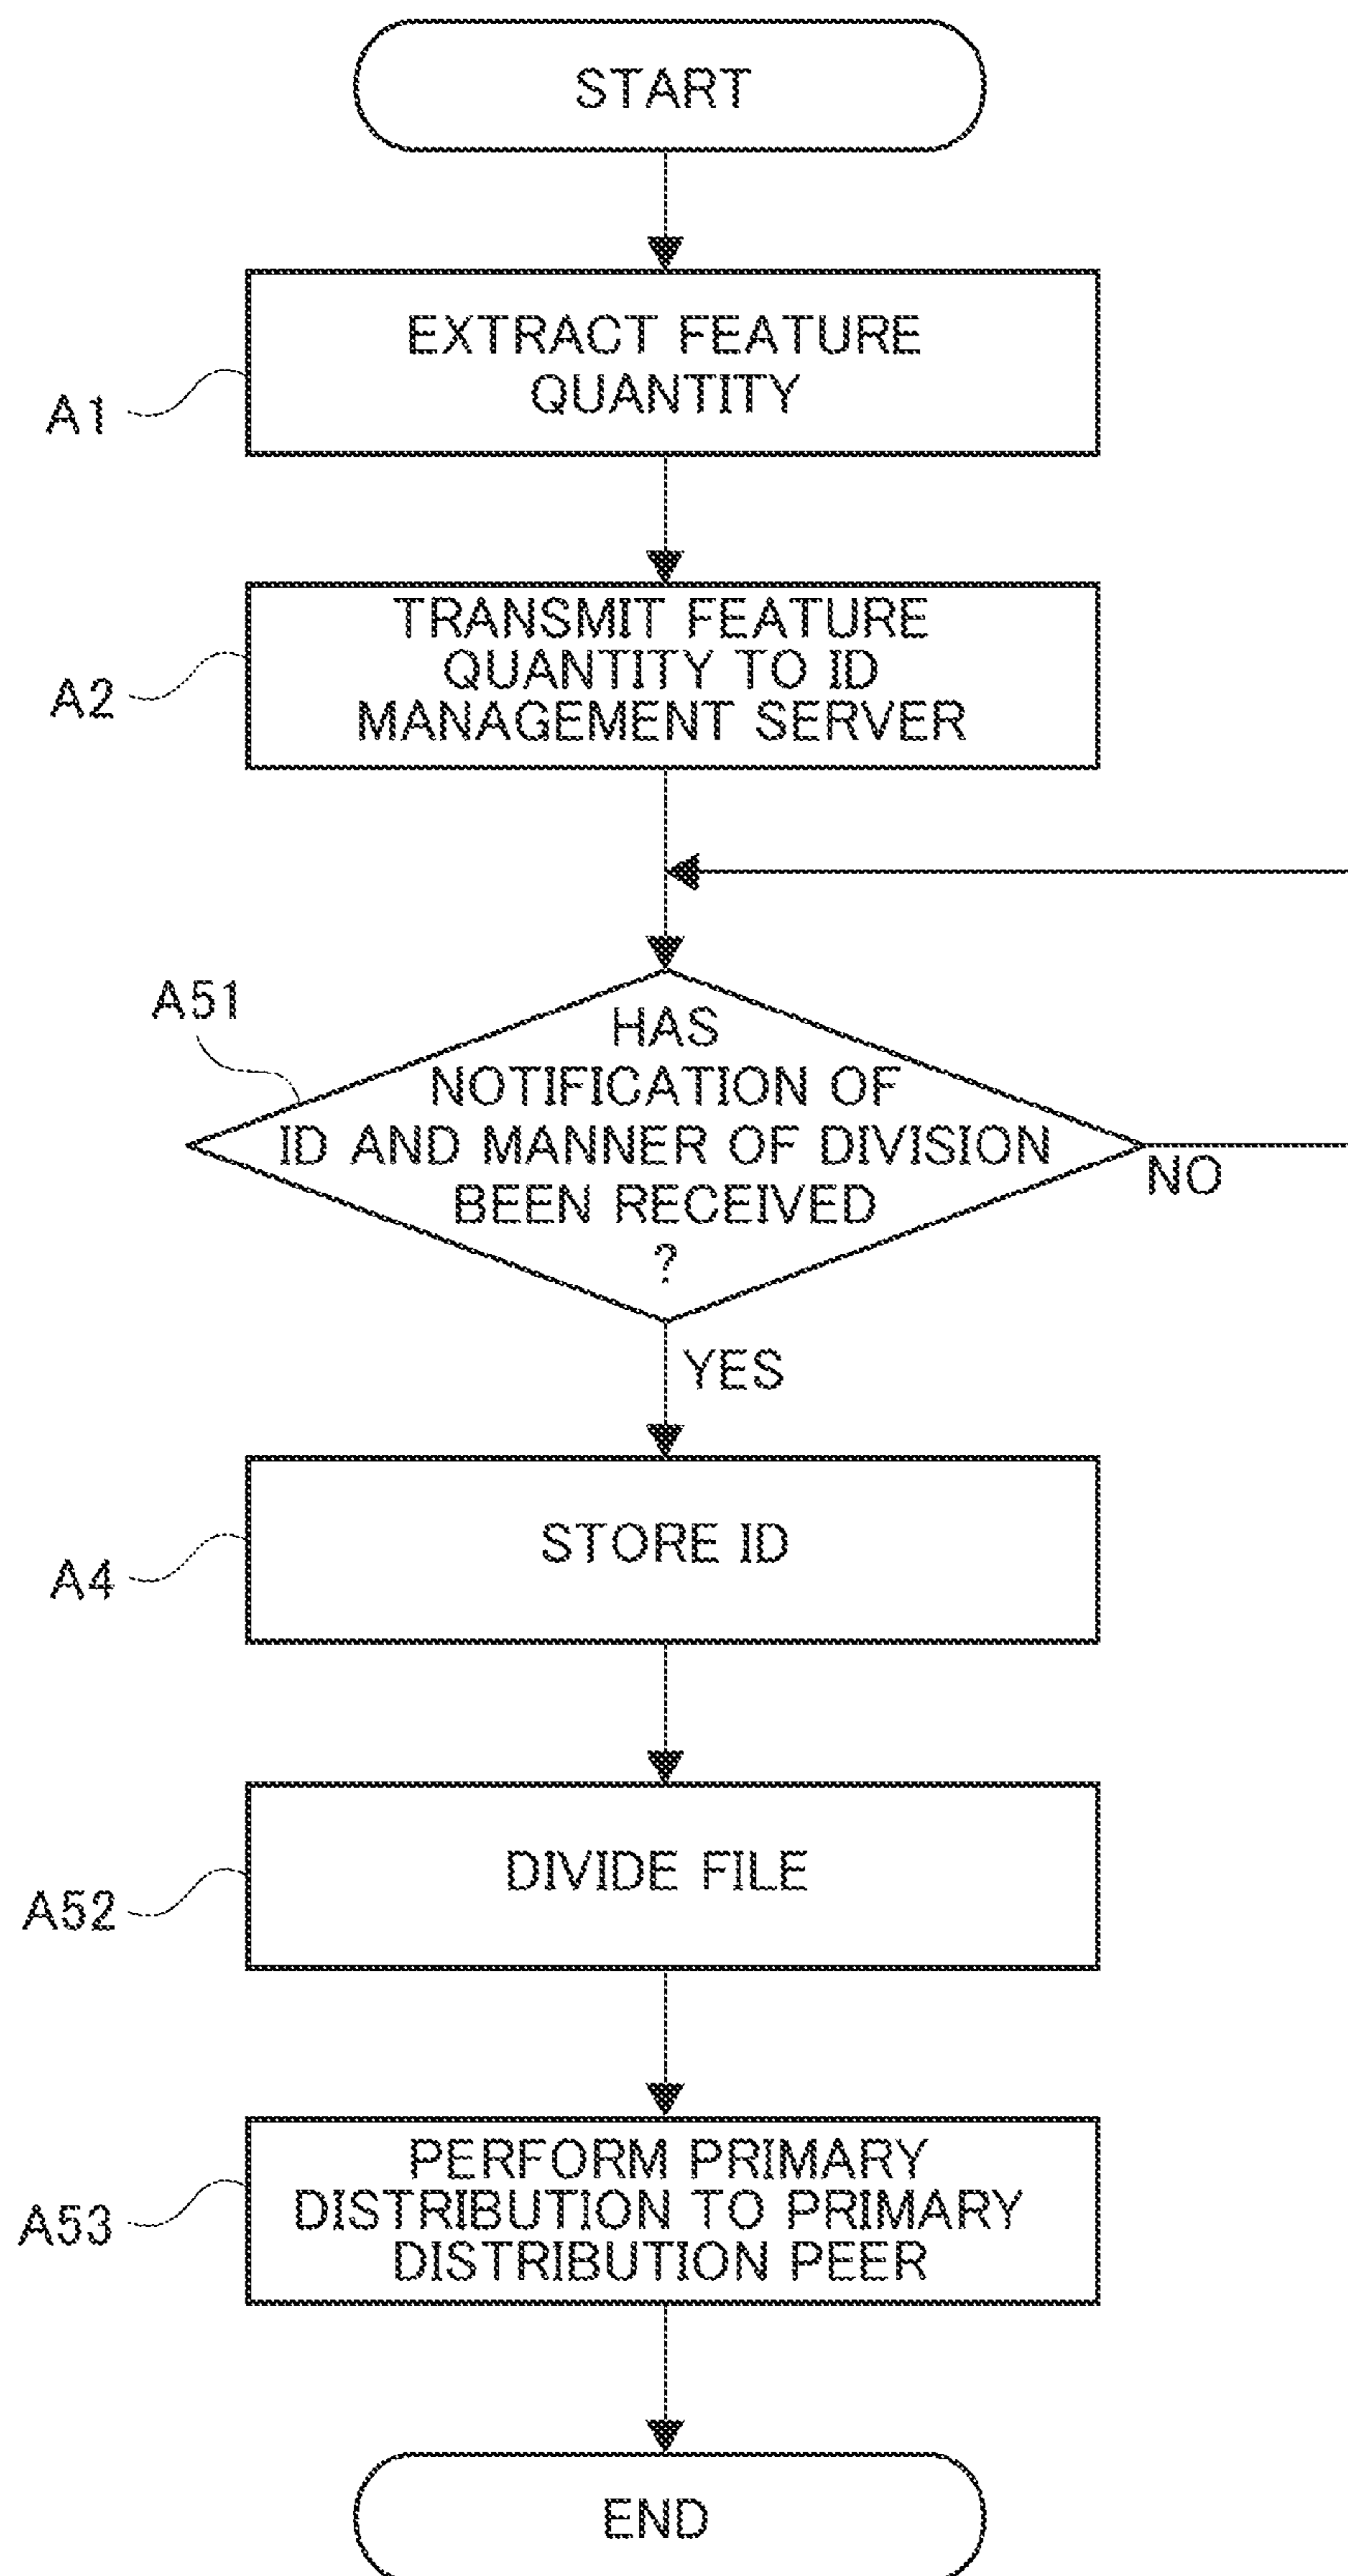 START
EXTRACT FEATURE
QUANTITY
A1
TRANSMIT FEATURE
QUANTITY TO ID
MANAGEMENT SERVER
A2
A51
HAS
NOTIFICATION OF
ID AND MANNER OF DIVISION
BEEN RECEIVED
?
NO
YES
STORE ID
A4
DIVIDE FILE
A52
PERFORM PRIMARY
DISTRIBUTION TO PRIMARY
DISTRIBUTION PEER
A53
END